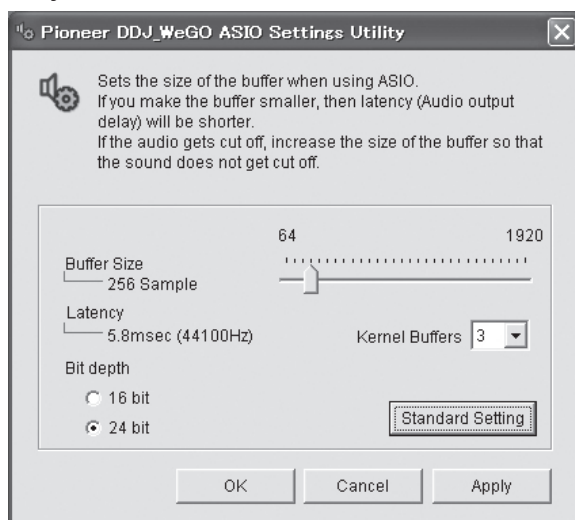 Pioneer DDJ_WeGO ASIO Settings Utility
Sets the size of the buffer when using ASIO.
If you make the buffer smaller, then latency (Audio output
delay) will be shorter.
If the audio gets cut off, increase the size of the buffer so that
the sound does not get cut off.
64 1920
Buffer Size
256 Sample
Latency
5.8msec (44100Hz)
Kernel Buffers 3
Bit depth
16 bit
24 bit
Standard Setting
OK Cancel Apply